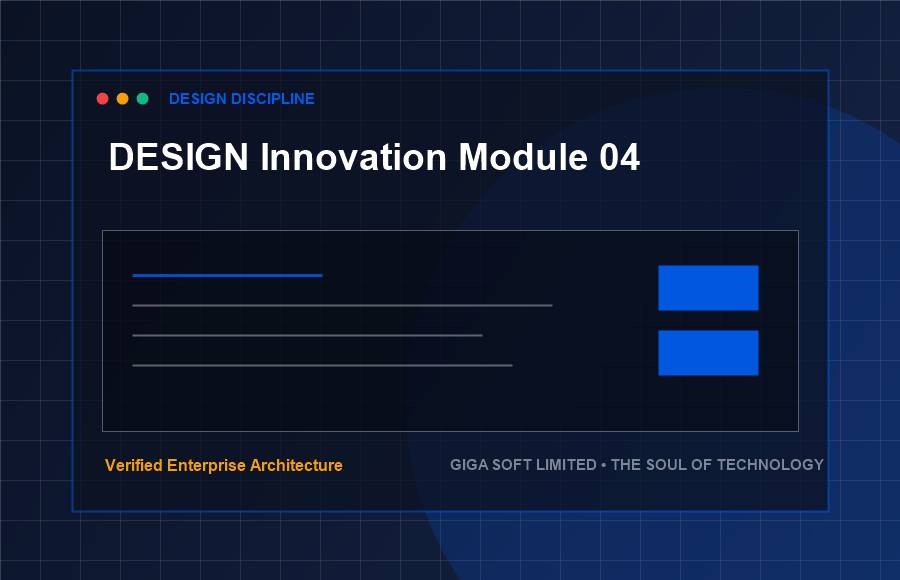 DESIGN DISCIPLINE
DESIGN Innovation Module 04
Verified Enterprise Architecture
GIGA SOFT LIMITED • THE SOUL OF TECHNOLOGY